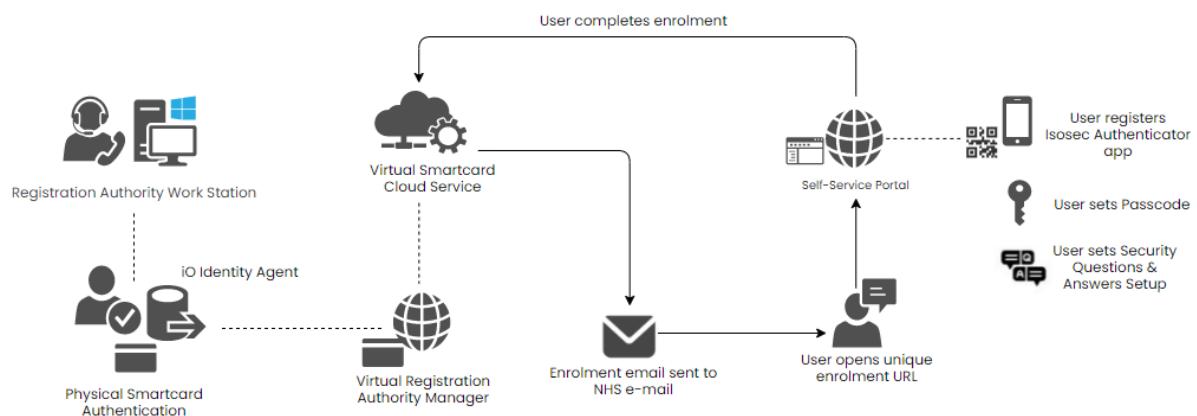 User completes enrolment
Registration Authority Work Station
Virtual Smartcard
Cloud Service
Self-Service Portal
User registers
Isosec Authenticator
app
User sets Passcode
User sets Security
Questions &
Answers Setup
Q
A
iO Identity Agent
Physical Smartcard
Authentication
Virtual Registration
Authority Manager
Enrolment email sent to
NHS e-mail
User opens unique
enrolment URL